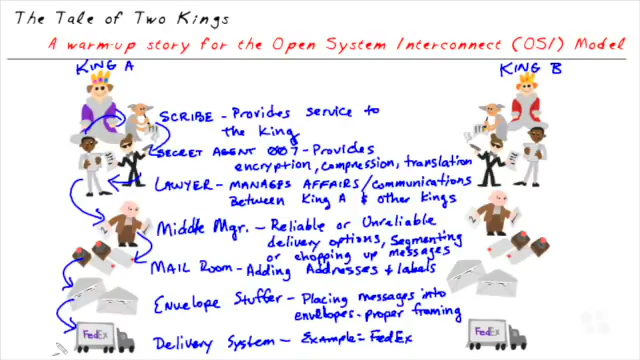 The Tale of Two Kings
A warm-up story for the Open System Interconnect (OSI) Model
KING A
KING B
SCRIBE - Provides service to
the King
SECRET AGENT 007 - Provides
encryption, compression, translation
LAWYER - MANAGES AFFAIRS/communications
Between King A & other Kings
Middle Mgr. - Reliable or Unreliable
delivery options, Segmenting
or chopping up messages
MAIL ROOM - Adding Addresses & labels
Envelope Stuffer - Placing messages into
envelopes - proper framing
Delivery System - Example = FedEx
FedEx
FedEx